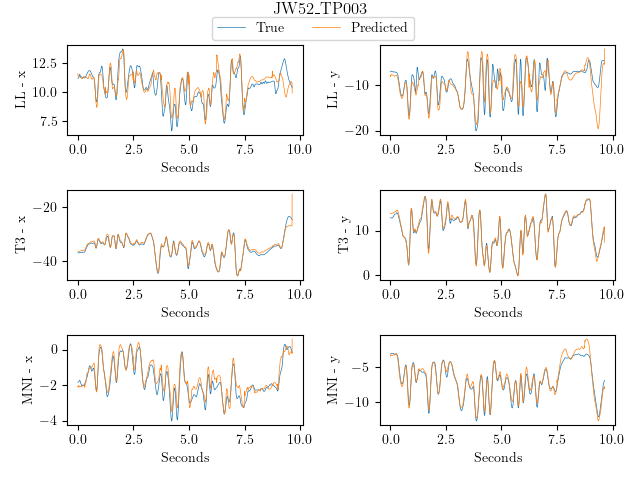 JW52_TP003
True Predicted
LL - x
12.5
10.0
7.5
0.0 2.5 5.0 7.5 10.0
Seconds
LL - y
−10
−20
0.0 2.5 5.0 7.5 10.0
Seconds
T3 - x
−20
−40
0.0 2.5 5.0 7.5 10.0
Seconds
T3 - y
10
0
0.0 2.5 5.0 7.5 10.0
Seconds
MNI - x
0
−2
−4
0.0 2.5 5.0 7.5 10.0
Seconds
MNI - y
−5
−10
0.0 2.5 5.0 7.5 10.0
Seconds